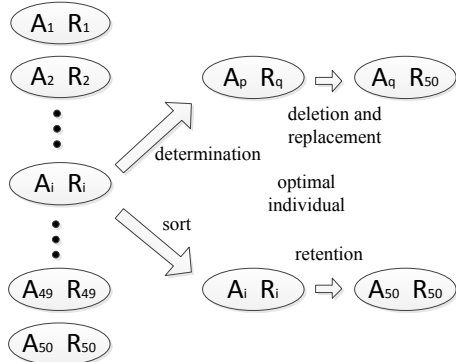 A1 R1
A2 R2
Ap Rq
Aq R50
deletion and
replacement
determination
Ai Ri
optimal
individual
sort
retention
A49 R49
Ai Ri
A50 R50
A50 R50